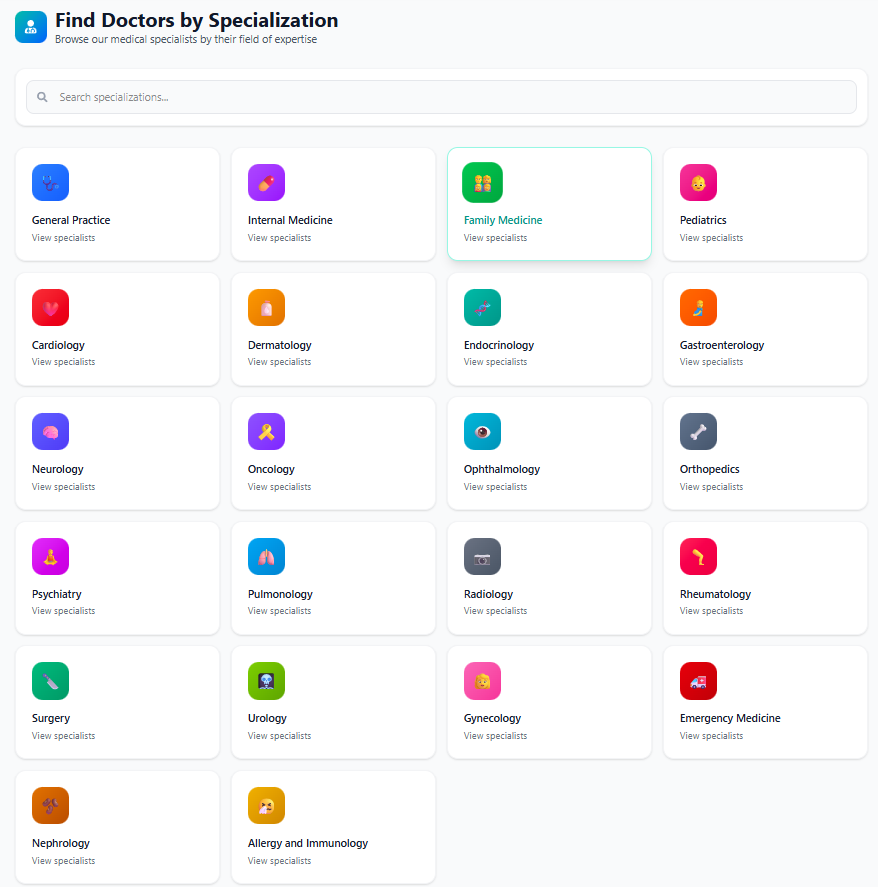 Find Doctors by Specialization
Browse our medical specialists by their field of expertise
Search specializations...
General Practice
View specialists
Internal Medicine
View specialists
Family Medicine
View specialists
Pediatrics
View specialists
Cardiology
View specialists
Dermatology
View specialists
Endocrinology
View specialists
Gastroenterology
View specialists
Neurology
View specialists
Oncology
View specialists
Ophthalmology
View specialists
Orthopedics
View specialists
Psychiatry
View specialists
Pulmonology
View specialists
Radiology
View specialists
Rheumatology
View specialists
Surgery
View specialists
Urology
View specialists
Gynecology
View specialists
Emergency Medicine
View specialists
Nephrology
View specialists
Allergy and Immunology
View specialists